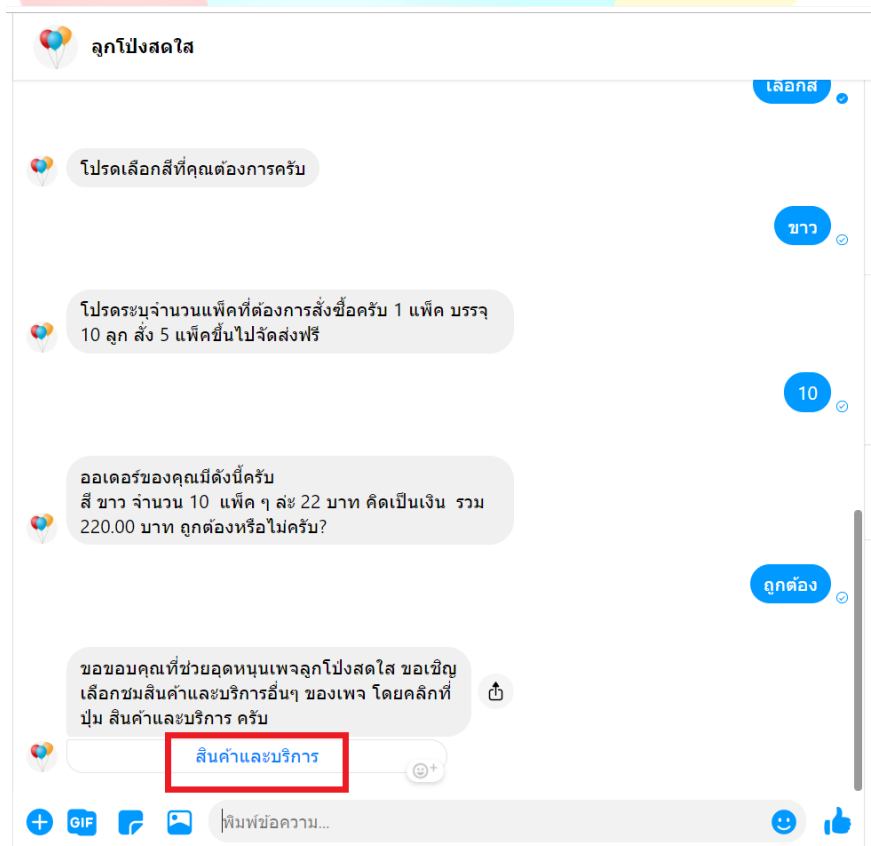 ลูกโป่งสดใส
เลือกสี
โปรดเลือกสีที่คุณต้องการครับ
ขาว
โปรดระบุจำนวนแพ็คที่ต้องการสั่งซื้อครับ 1 แพ็ค บรรจุ
10 ลูก สั่ง 5 แพ็คขึ้นไปจัดส่งฟรี
10
ออเดอร์ของคุณมีดังนี้ครับ
สี ขาว จำนวน 10 แพ็ค ๆ ล่ะ 22 บาท คิดเป็นเงิน รวม
220.00 บาท ถูกต้องหรือไม่ครับ?
ถูกต้อง
ขอขอบคุณที่ช่วยอุดหนุนเพจลูกโป่งสดใส ขอเชิญ
เลือกชมสินค้าและบริการอื่นๆ ของเพจ โดยคลิกที่
ปุ่ม สินค้าและบริการ ครับ
สินค้าและบริการ
GIF
พิมพ์ข้อความ...